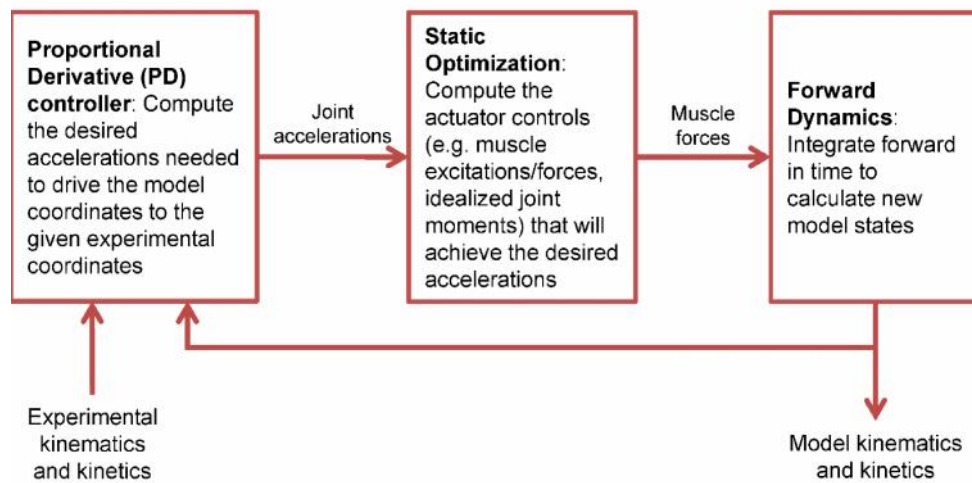 Proportional
Derivative (PD)
controller: Compute
the desired
accelerations needed
to drive the model
coordinates to the
given experimental
coordinates
Joint
accelerations
Static
Optimization:
Compute the
actuator controls
(e.g. muscle
excitations/forces,
idealized joint
moments) that will
achieve the desired
accelerations
Muscle
forces
Forward
Dynamics:
Integrate forward
in time to
calculate new
model states
Experimental
kinematics
and kinetics
Model kinematics
and kinetics